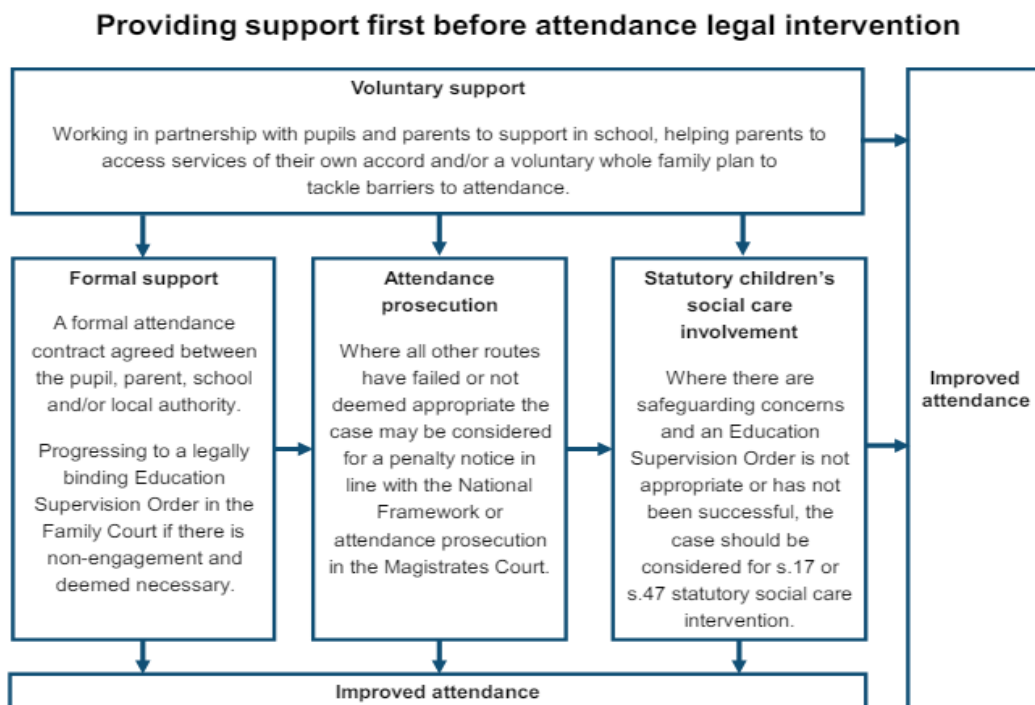 Providing support first before attendance legal intervention
Voluntary support
Working in partnership with pupils and parents to support in school, helping parents to
access services of their own accord and/or a voluntary whole family plan to
tackle barriers to attendance.
Formal support
A formal attendance
contract agreed between
the pupil, parent, school
and/or local authority.
Progressing to a legally
binding Education
Supervision Order in the
Family Court if there is
non-engagement and
deemed necessary.
Attendance
prosecution
Where all other routes
have failed or not
deemed appropriate the
case may be considered
for a penalty notice in
line with the National
Framework or
attendance prosecution
in the Magistrates Court.
Statutory children’s
social care
involvement
Where there are
safeguarding concerns
and an Education
Supervision Order is not
appropriate or has not
been successful, the
case should be
considered for s.17 or
s.47 statutory social care
intervention.
Improved
attendance
Improved attendance